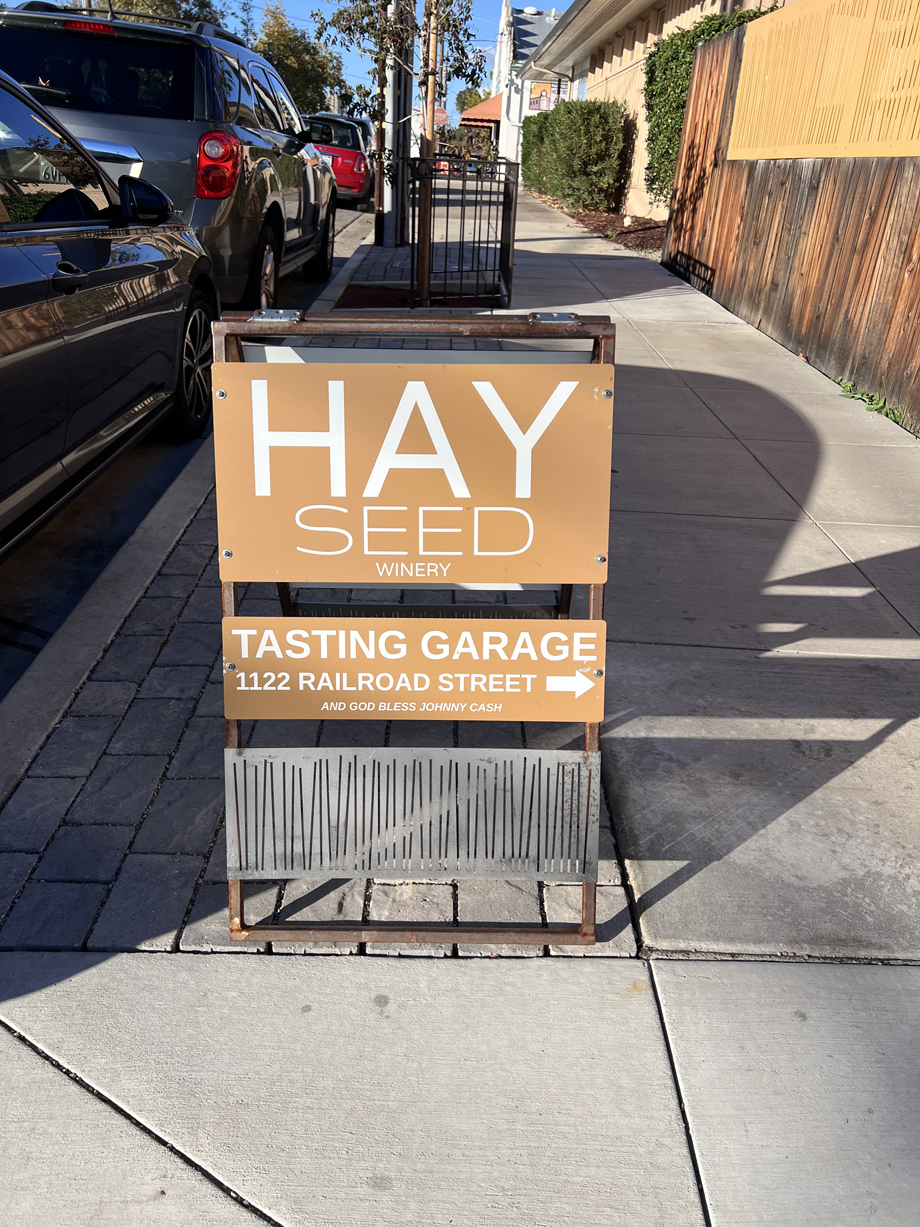 HAY
SEED
WINERY
TASTING GARAGE
1122 RAILROAD STREET
AND GOD BLESS JOHNNY CASH